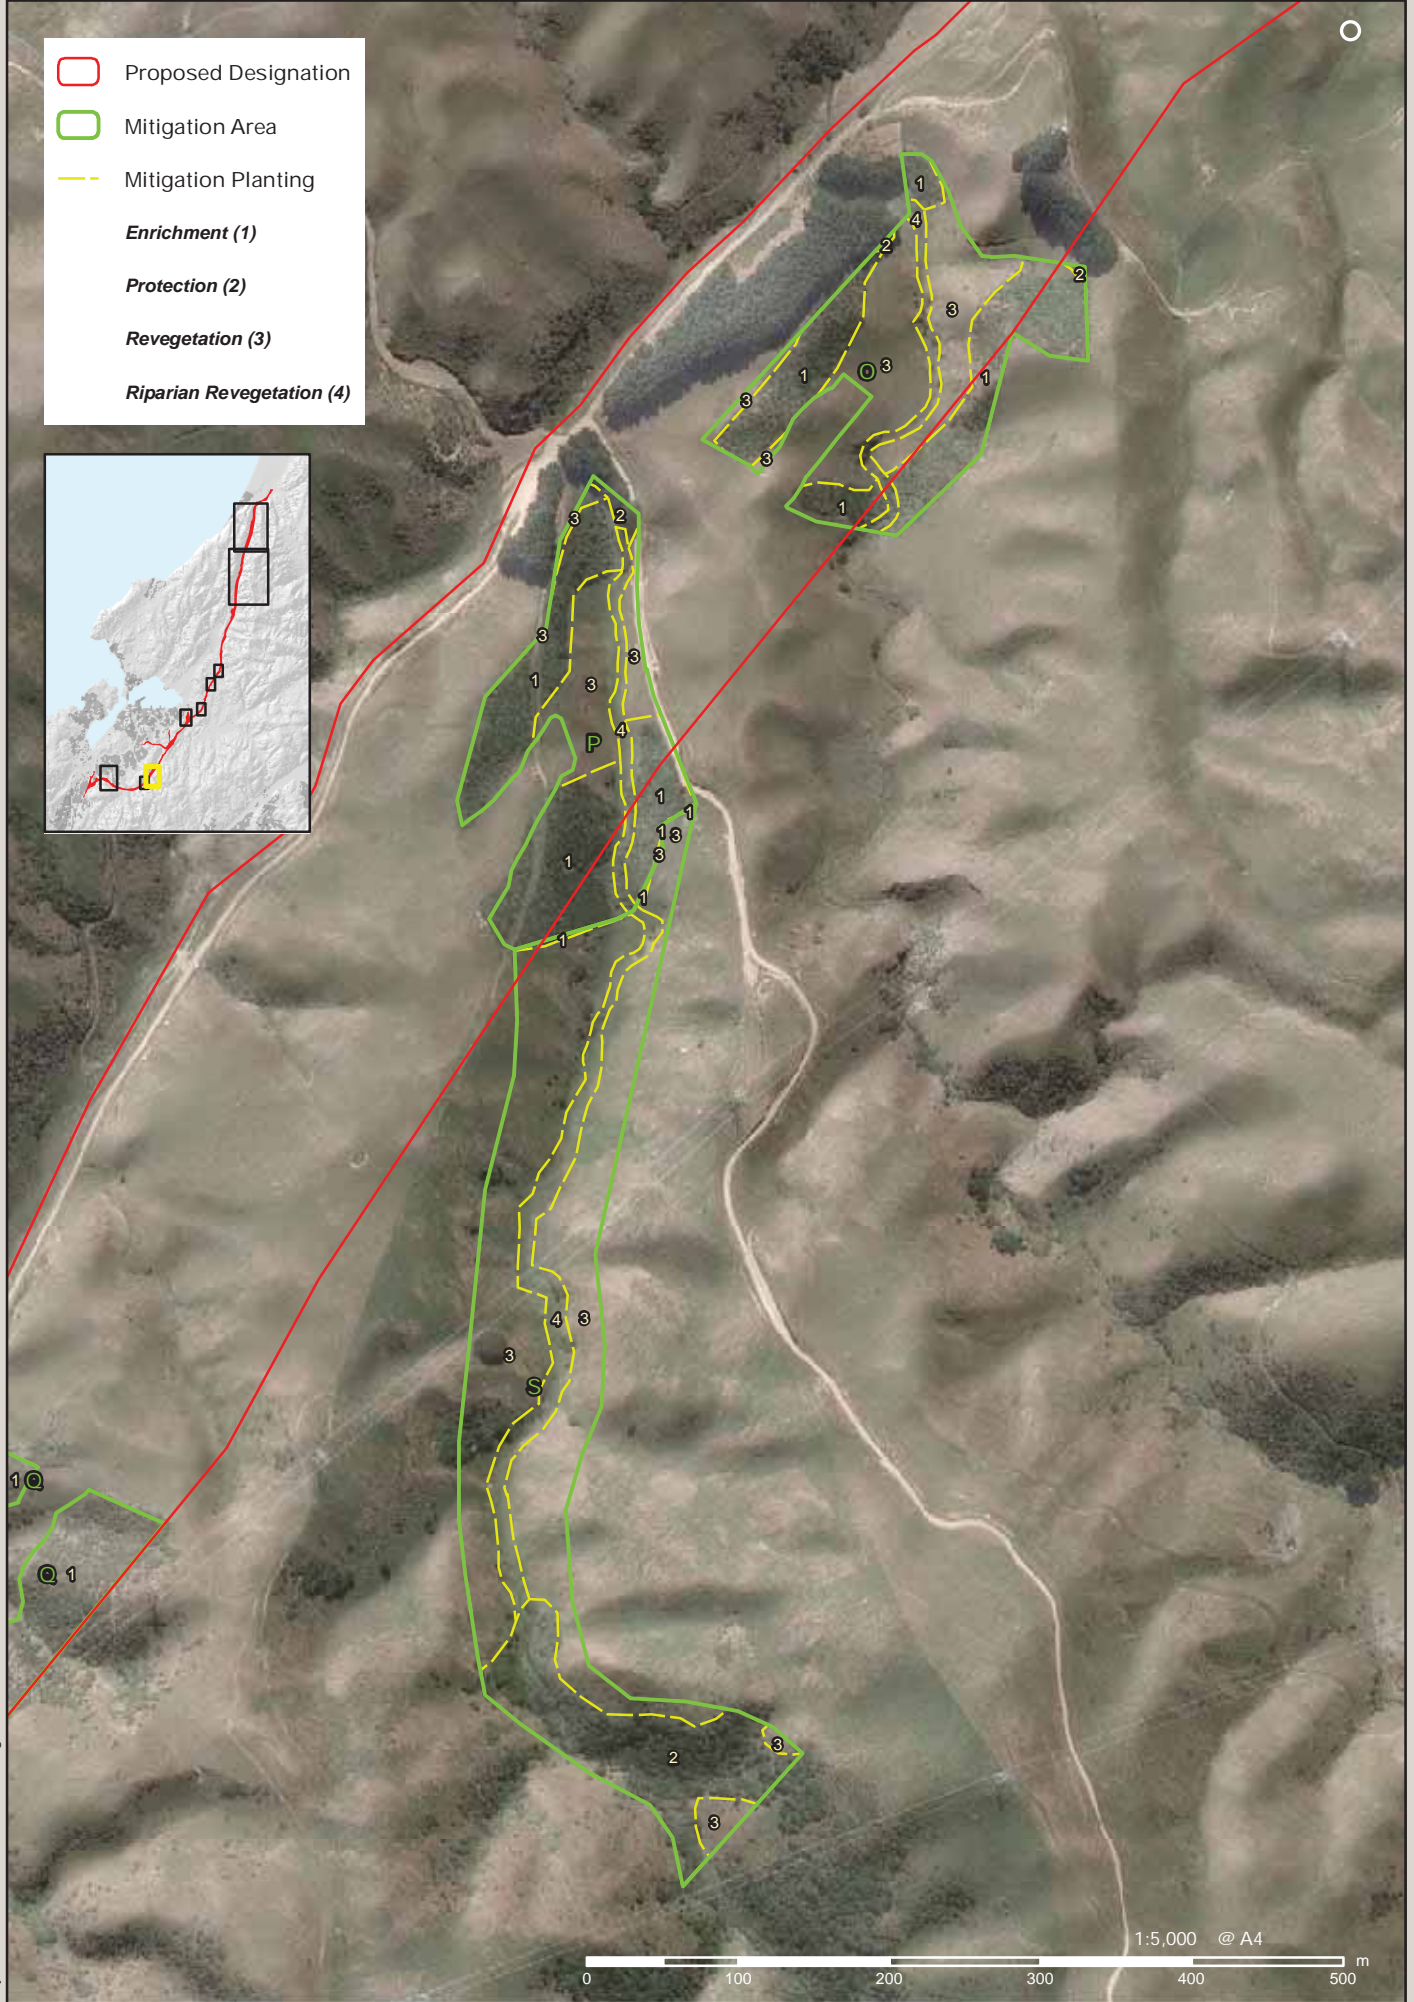 Proposed Designation
Mitigation Area
Mitigation Planting
Enrichment (1)
Protection (2)
Revegetation (3)
Riparian Revegetation (4)
1
4
2
2
3
3
O
1
1
3
3
1
3
2
3
3
1
3
4
P
1
1
1
3
3
1
1
1
4
3
3
S
1
Q
Q
1
3
2
3
1:5,000 @ A4
m
0 100 200 300 400 500